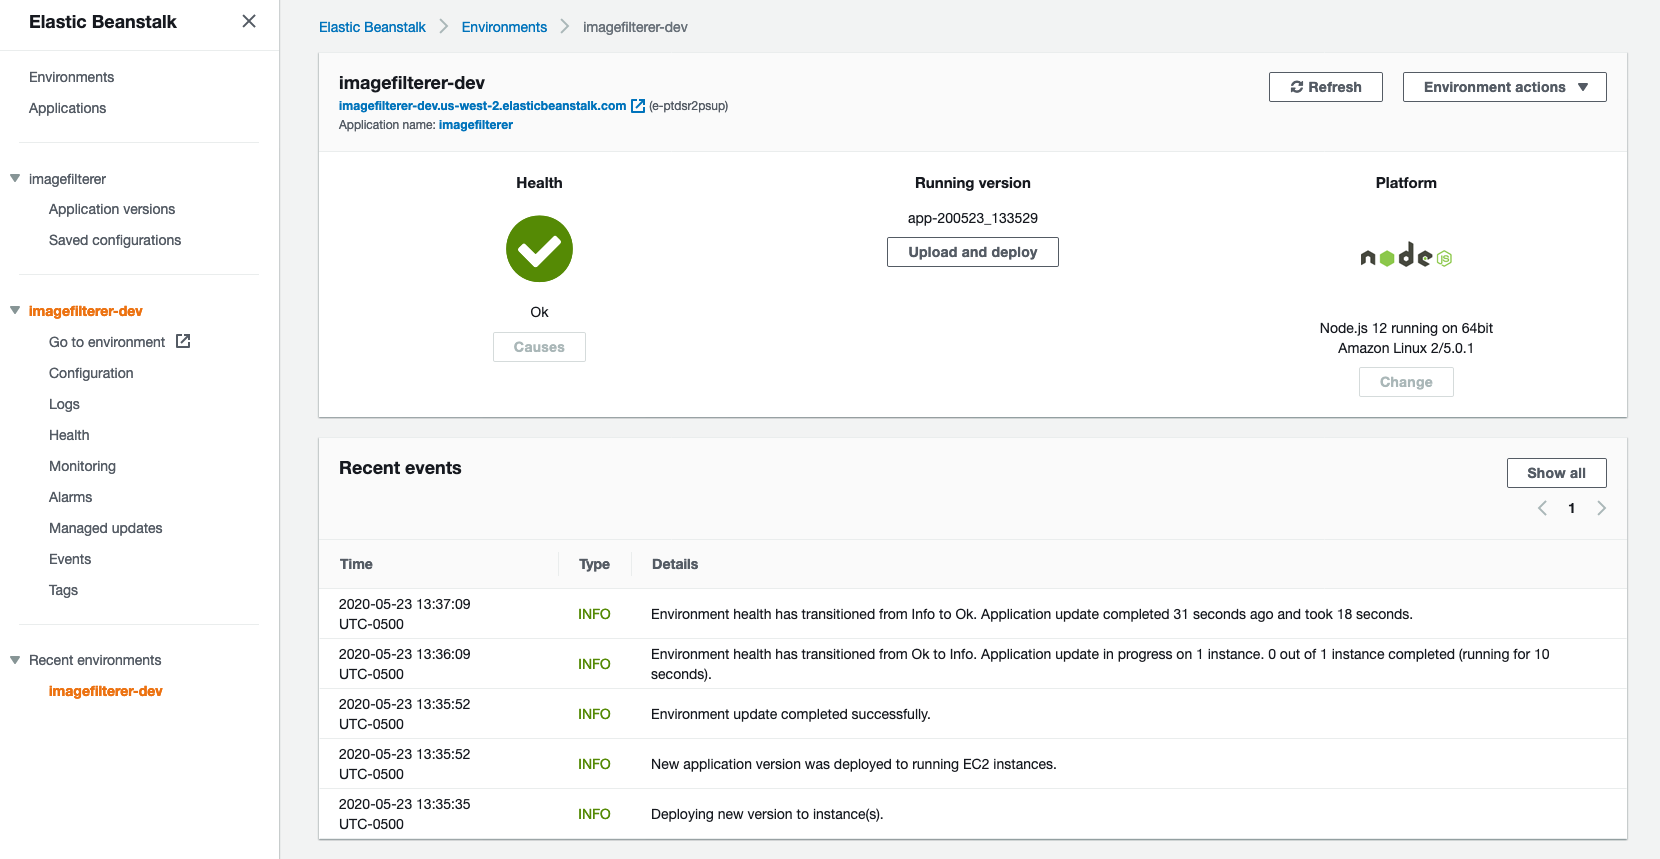 Elastic Beanstalk
Environments
Applications
imagefilterer
Application versions
Saved configurations
imagefilterer-dev
Go to environment
Configuration
Logs
Health
Monitoring
Alarms
Managed updates
Events
Tags
Recent environments
imagefilterer-dev
Elastic Beanstalk > Environments > imagefilterer-dev
imagefilterer-dev
imagefilterer-dev.us-west-2.elasticbeanstalk.com (e-ptdsr2psup)
Application name: imagefilterer
Refresh
Environment actions
Health
Ok
Causes
Running version
app-200523_133529
Upload and deploy
Platform
node JS
Node.js 12 running on 64bit
Amazon Linux 2/5.0.1
Change
Recent events
Show all
1
Time Type Details
2020-05-23 13:37:09
UTC-0500
INFO
Environment health has transitioned from Info to Ok. Application update completed 31 seconds ago and took 18 seconds.
2020-05-23 13:36:09
UTC-0500
INFO
Environment health has transitioned from Ok to Info. Application update in progress on 1 instance. 0 out of 1 instance completed (running for 10
seconds).
2020-05-23 13:35:52
UTC-0500
INFO
Environment update completed successfully.
2020-05-23 13:35:52
UTC-0500
INFO
New application version was deployed to running EC2 instances.
2020-05-23 13:35:35
UTC-0500
INFO
Deploying new version to instance(s).